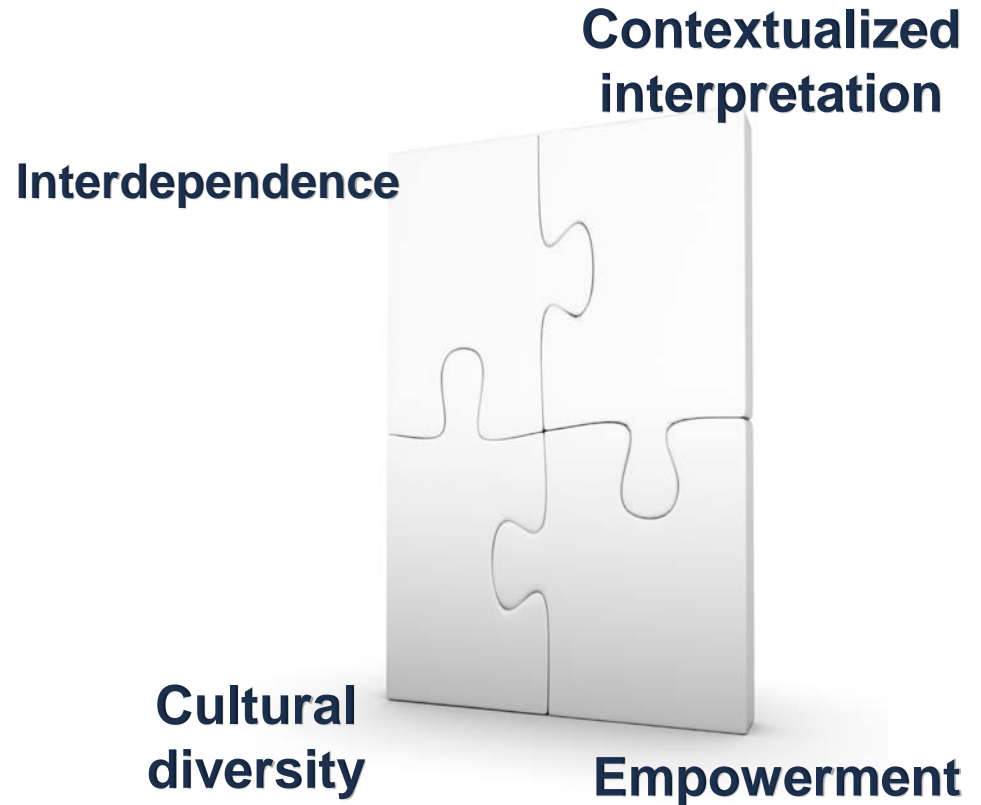 Contextualized
interpretation
Interdependence
Cultural
diversity
Empowerment